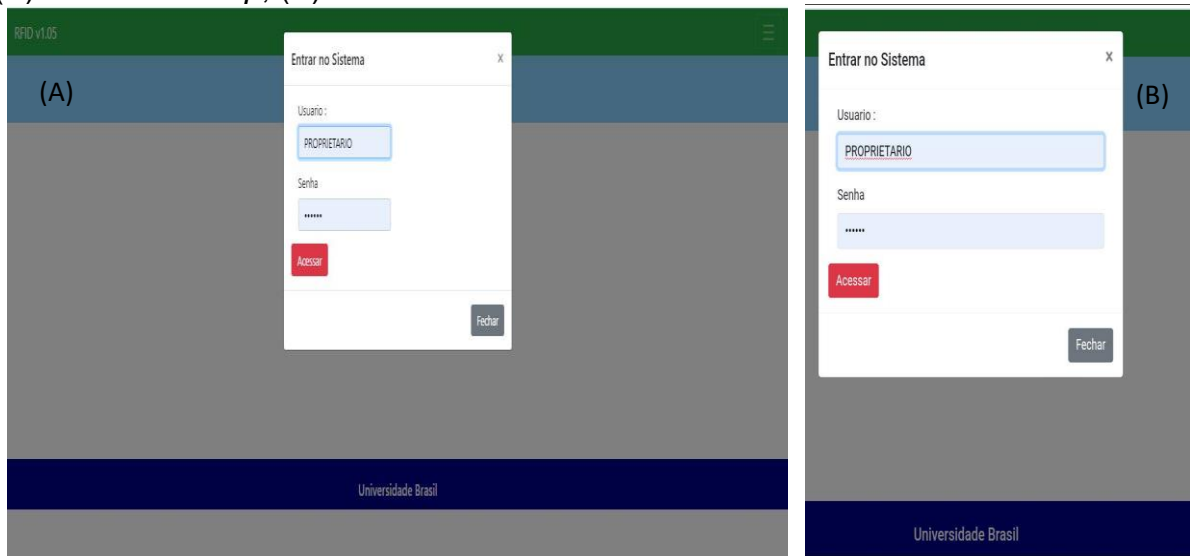 RFID v1.05
(A)
Entrar no Sistema x
Usuario :
PROPRIETARIO
Senha
••••••
Acessar
Fechar
Universidade Brasil
(B)
Entrar no Sistema x
Usuario :
PROPRIETARIO
Senha
••••••
Acessar
Fechar
Universidade Brasil